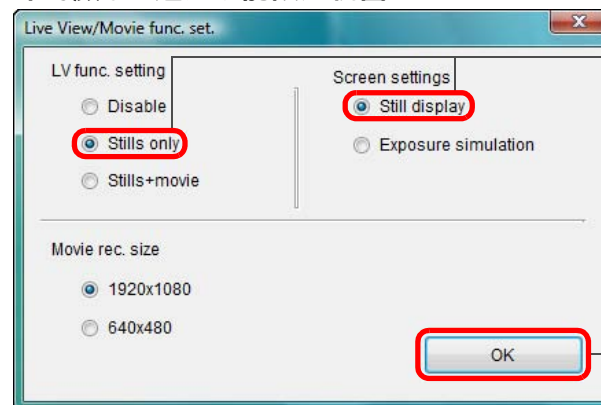 Live View/Movie func. set.
LV func. setting
Disable
Stills only
Stills+movie
Screen settings
Still display
Exposure simulation
Movie rec. size
1920x1080
640x480
OK